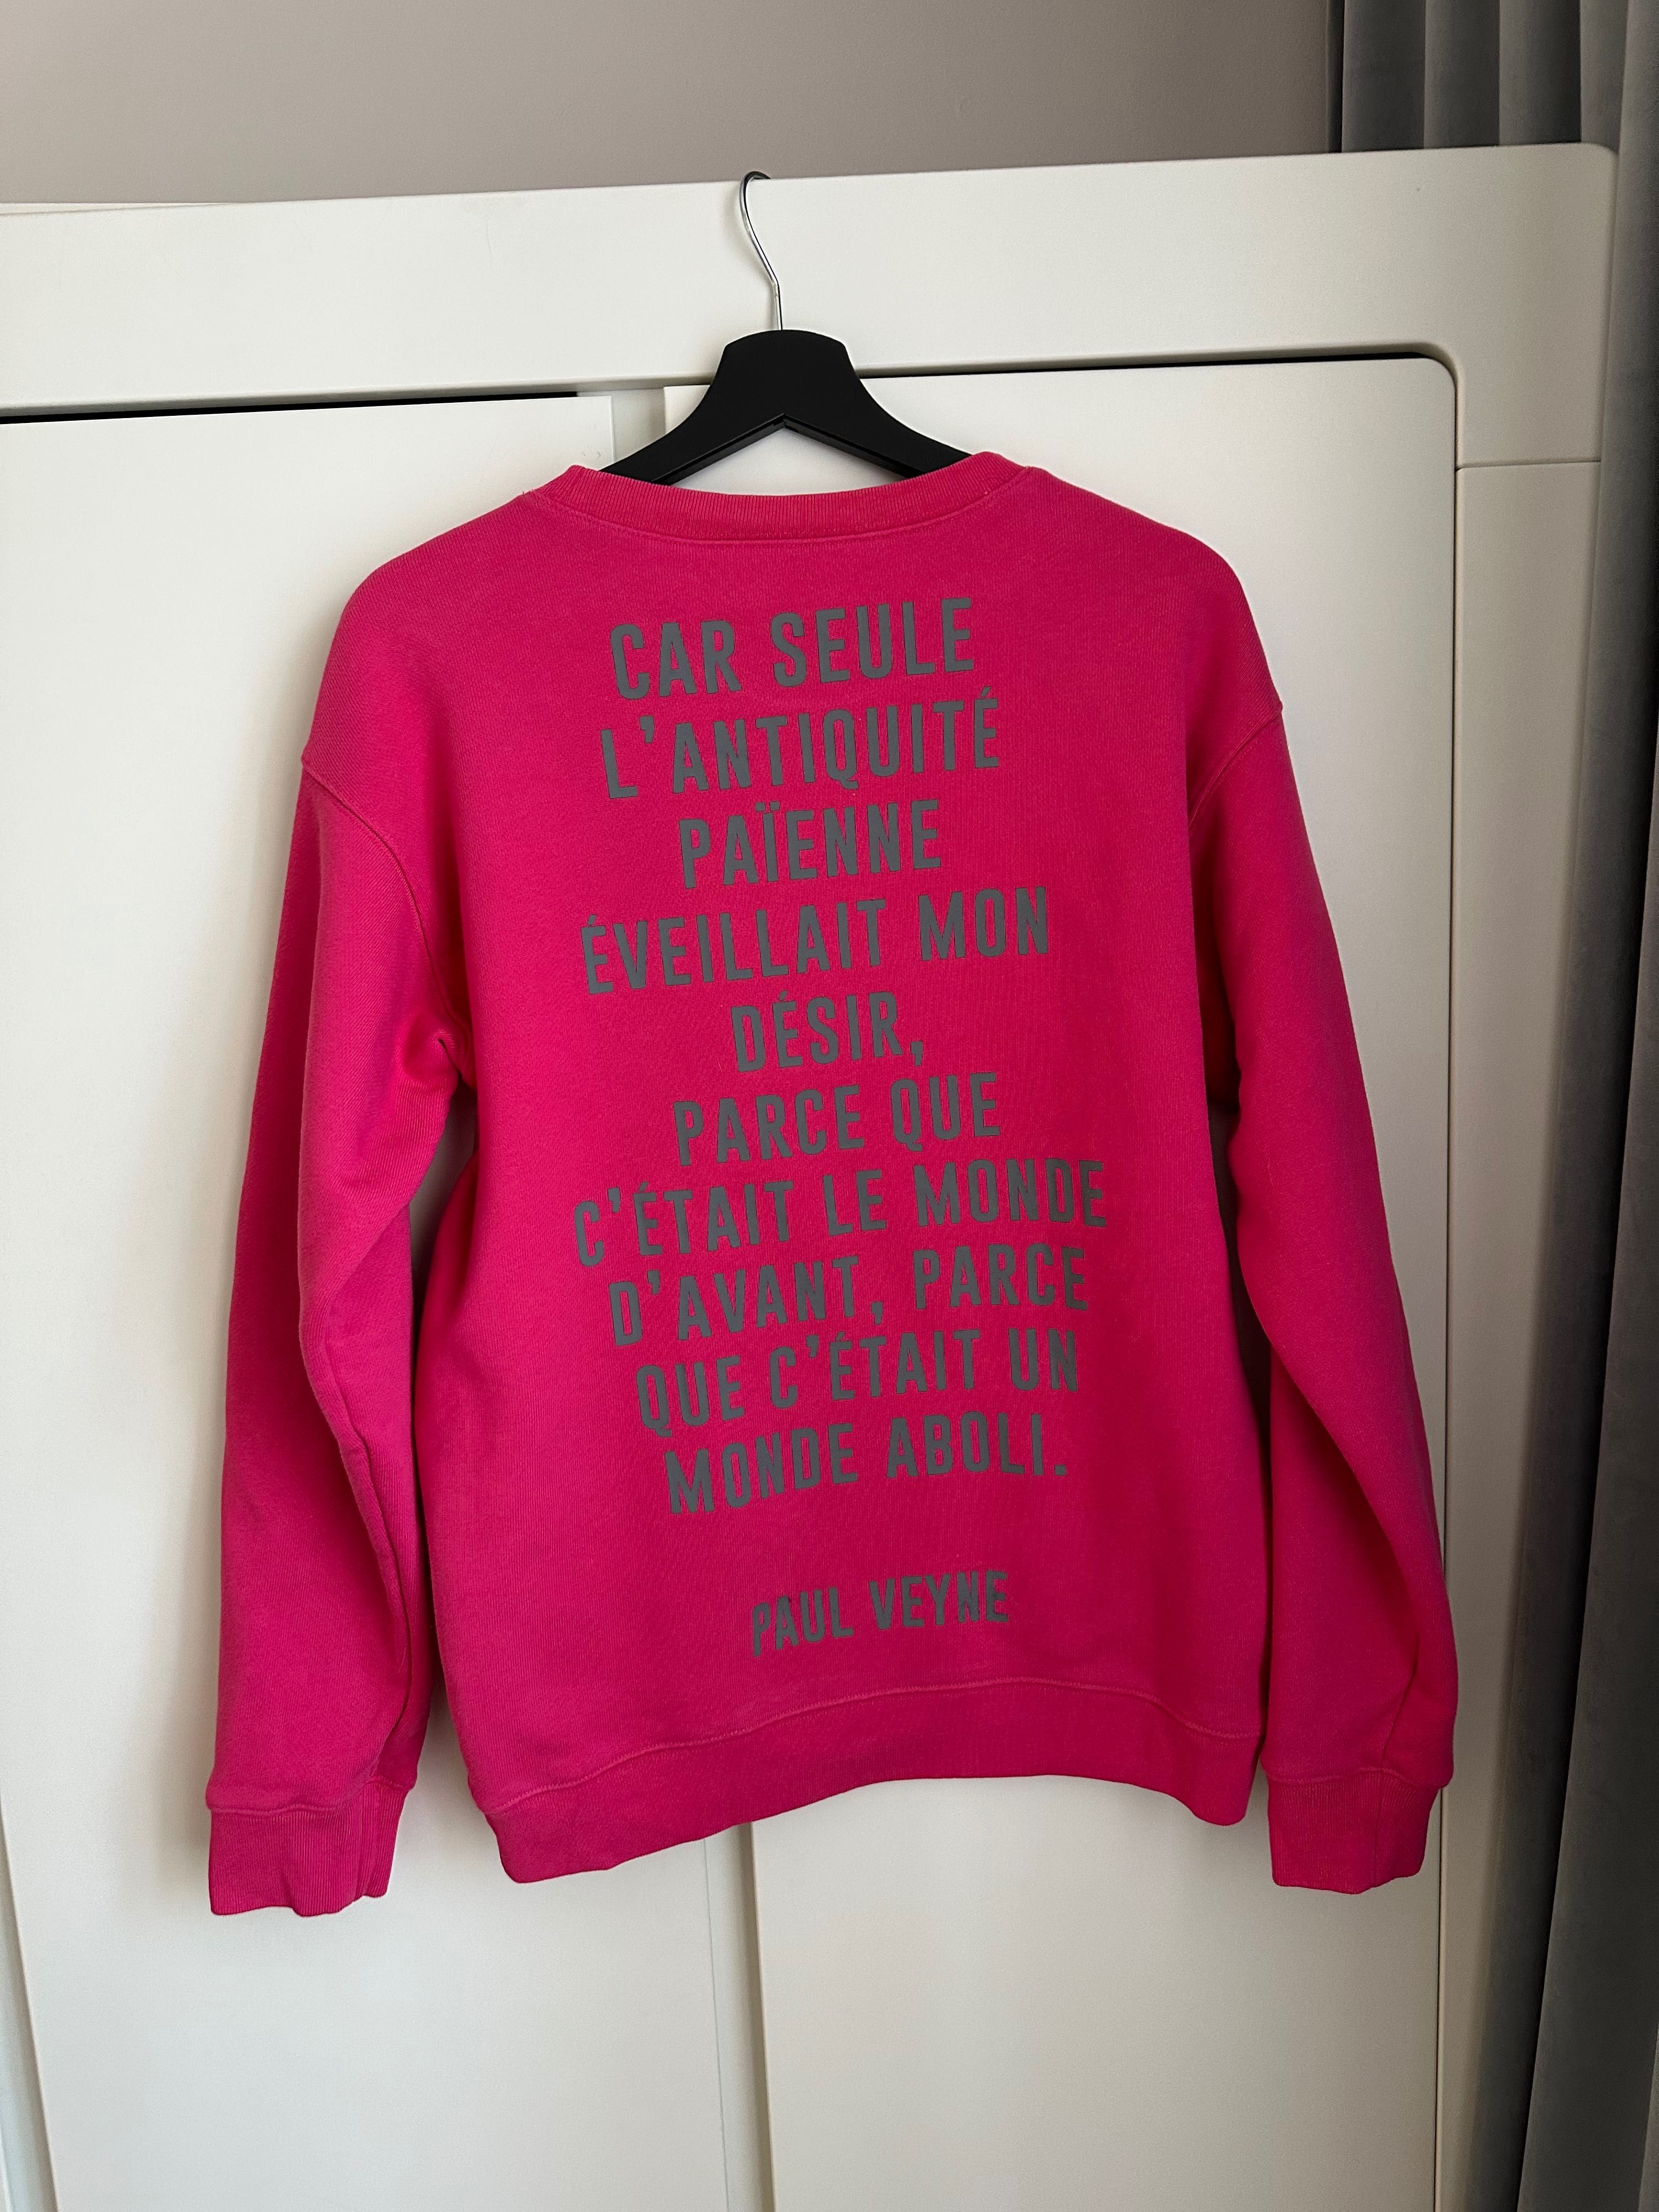 CAR SEULE
L'ANTIQUITÉ
PAÏENNE
ÉVEILLAIT MON
DÉSIR,
PARCE QUE
C'ÉTAIT LE MONDE
D'AVANT, PARCE
QUE C'ÉTAIT UN
MONDE ABOLI.
PAUL VEYNE